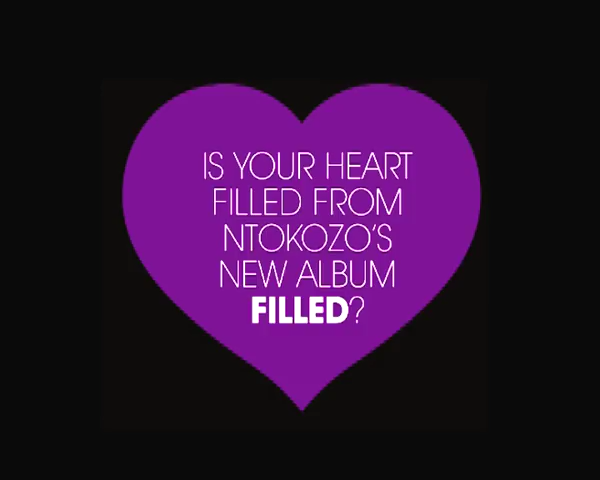 IS YOUR HEART
FILLED FROM
NTOKOZO'S
NEW ALBUM
FILLED?